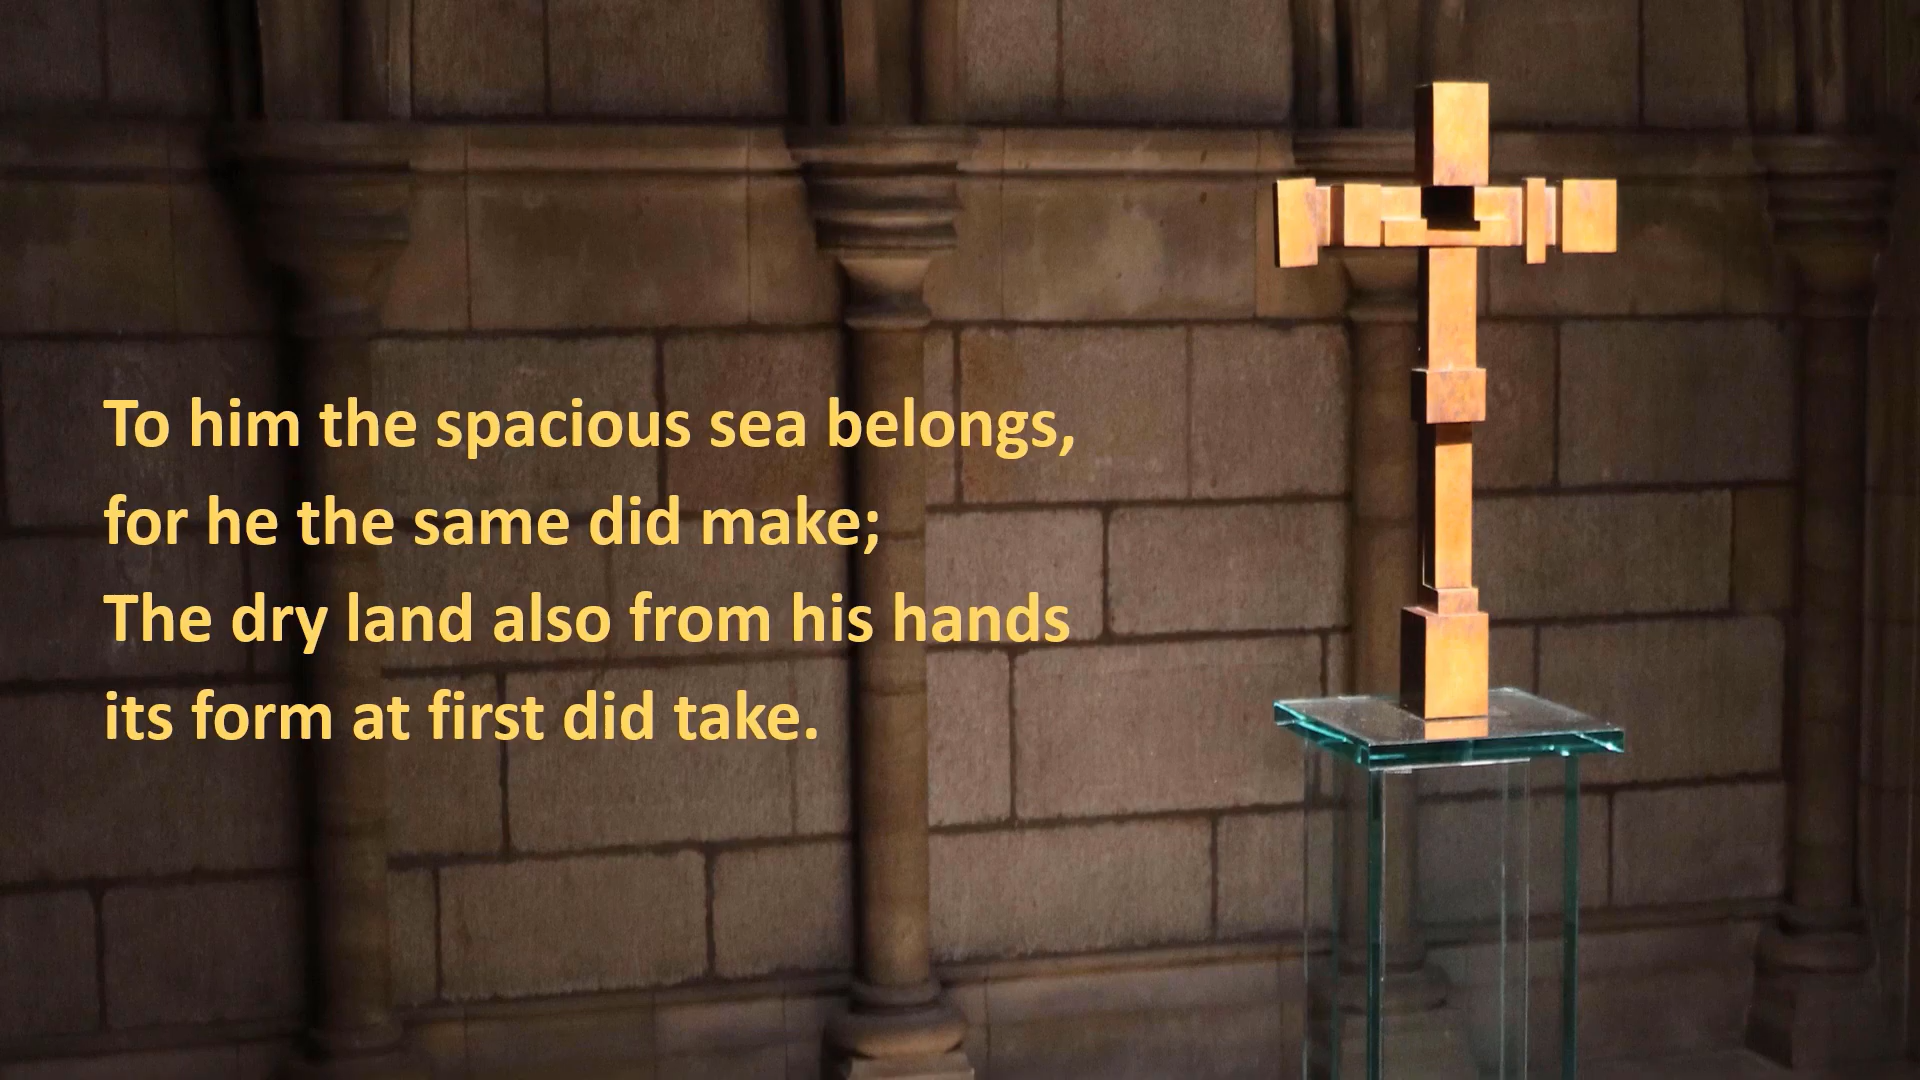 To him the spacious sea belongs,
for he the same did make;
The dry land also from his hands
its form at first did take.